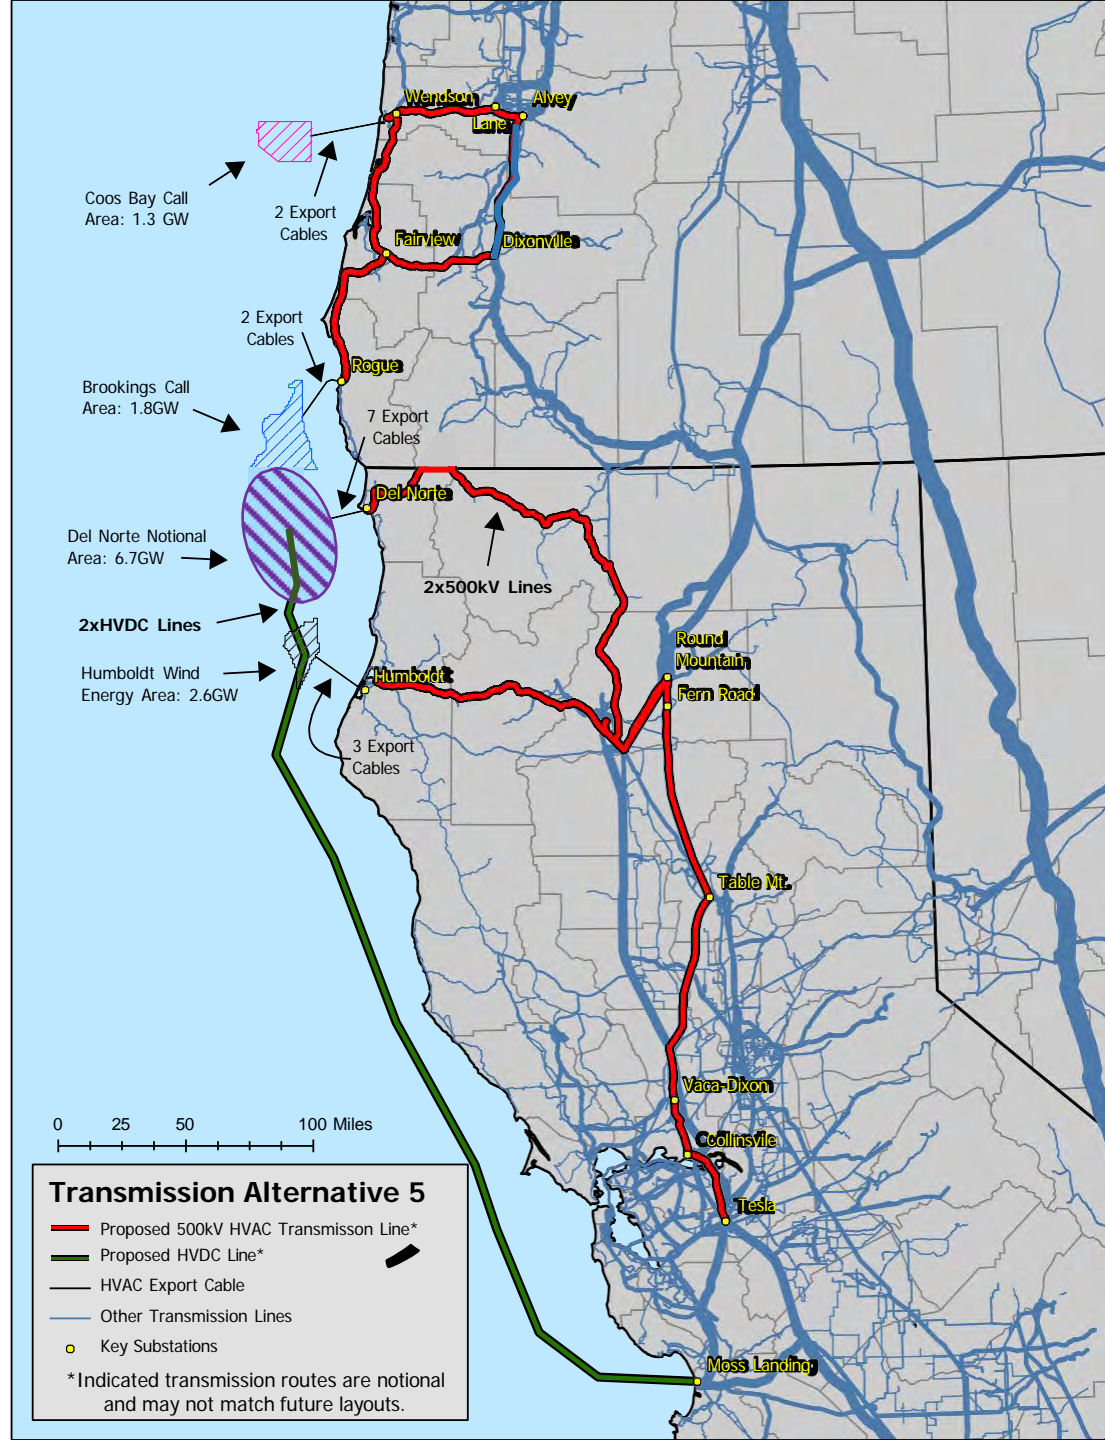 Wendson
Alvey
Lane
Coos Bay Call
Area: 1.3 GW
2 Export
Cables
Fairview
Dixonville
2 Export
Cables
Rogue
Brookings Call
Area: 1.8GW
7 Export
Cables
Del Norte
Del Norte Notional
Area: 6.7GW
2x500kV Lines
2xHVDC Lines
Round
Mountain
Humboldt Wind
Energy Area: 2.6GW
Humboldt
Fern Road
3 Export
Cables
Table Mt.
Vaca-Dixon
Collinsvile
Tesla
Moss Landing
0 25 50 100 Miles
Transmission Alternative 5
Proposed 500kV HVAC Transmisson Line*
Proposed HVDC Line*
HVAC Export Cable
Other Transmission Lines
Key Substations
*Indicated transmission routes are notional
and may not match future layouts.